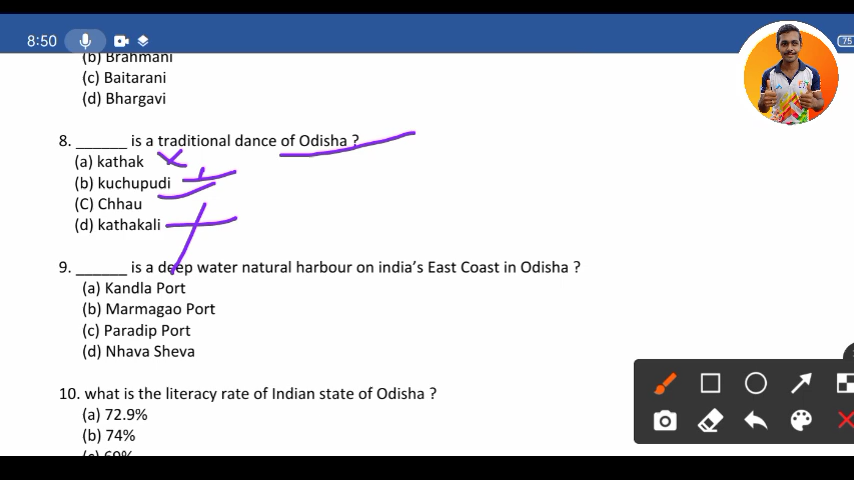 8:50
75
(b) Brahmani
(c) Baitarani
(d) Bhargavi
8. ______ is a traditional dance of Odisha ?
(a) kathak
(b) kuchupudi
(C) Chhau
(d) kathakali
9. ______ is a deep water natural harbour on india’s East Coast in Odisha ?
(a) Kandla Port
(b) Marmagao Port
(c) Paradip Port
(d) Nhava Sheva
10. what is the literacy rate of Indian state of Odisha ?
(a) 72.9%
(b) 74%
(c) 69%